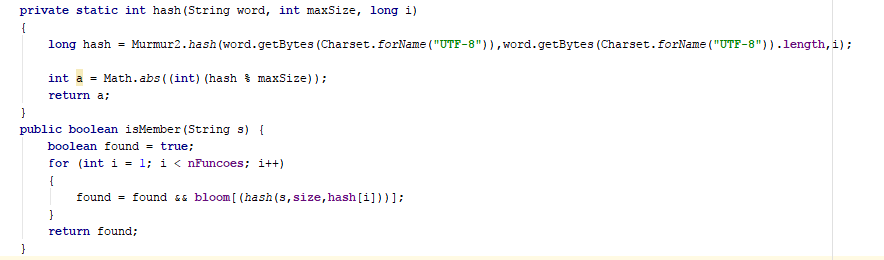 private static int hash(String word, int maxSize, long i)
{
long hash = Murmur2.hash(word.getBytes(Charset.forName("UTF-8")),word.getBytes(Charset.forName("UTF-8")).length,i);
int a = Math.abs((int)(hash % maxSize));
return a;
}
public boolean isMember(String s) {
boolean found = true;
for (int i = 1; i < nFuncoes; i++)
{
found = found && bloom[(hash(s,size,hash[i]))];
}
return found;
}